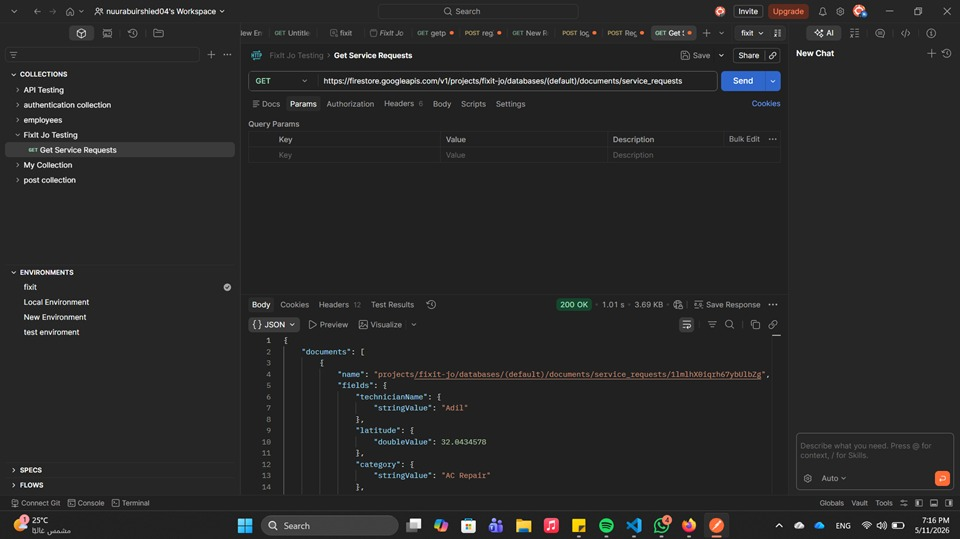 nuurabuirshied04's Workspace
Search
Invite
Upgrade
Untitle
fixit
FixIt Jo
getp
POST reg
GET New R
POST log
POST Reg
GET Get S
fixit
AI
FixIt Jo Testing / Get Service Requests
Save
Share
New Chat
GET
https://firestore.googleapis.com/v1/projects/fixit-jo/databases/(default)/documents/service_requests
Send
Docs Params Authorization Headers 6 Body Scripts Settings
Cookies
Query Params
Key Value Description Bulk Edit
Key Value Description
COLLECTIONS
API Testing
authentication collection
employees
FixIt Jo Testing
GET Get Service Requests
My Collection
post collection
ENVIRONMENTS
fixit
Local Environment
New Environment
test enviroment
SPECS
FLOWS
Body Cookies Headers 12 Test Results
200 OK • 1.01 s • 3.69 KB
Save Response
{} JSON
Preview
Visualize
1 {
2 "documents": [
3 {
4 "name": "projects/fixit-jo/databases/(default)/documents/service_requests/1lmlhX0iqrh67ybUlbZg",
5 "fields": {
6 "technicianName": {
7 "stringValue": "Adil"
8 },
9 "latitude": {
10 "doubleValue": 32.0434578
11 },
12 "category": {
13 "stringValue": "AC Repair"
14 },
Describe what you need. Press @ for
context, / for Skills.
Auto
Connect Git Console Terminal
Globals Vault Tools
1
25°C
مشمس غالبًا
Search
4
ENG
7:16 PM
5/11/2026